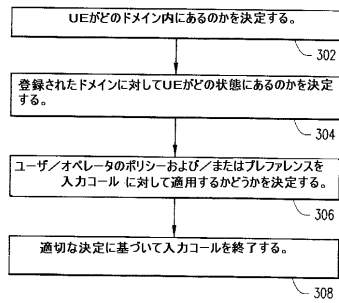 UEがどのドメイン内にあるのかを決定する。
302
登録されたドメインに対してUEがどの状態にあるのかを決定
する。
304
ユーザ／オペレータのポリシーおよび／またはプレファレンスを
入力コール に対して適用するかどうかを決定する。
306
適切な決定に基づいて入力コールを終了する。
308